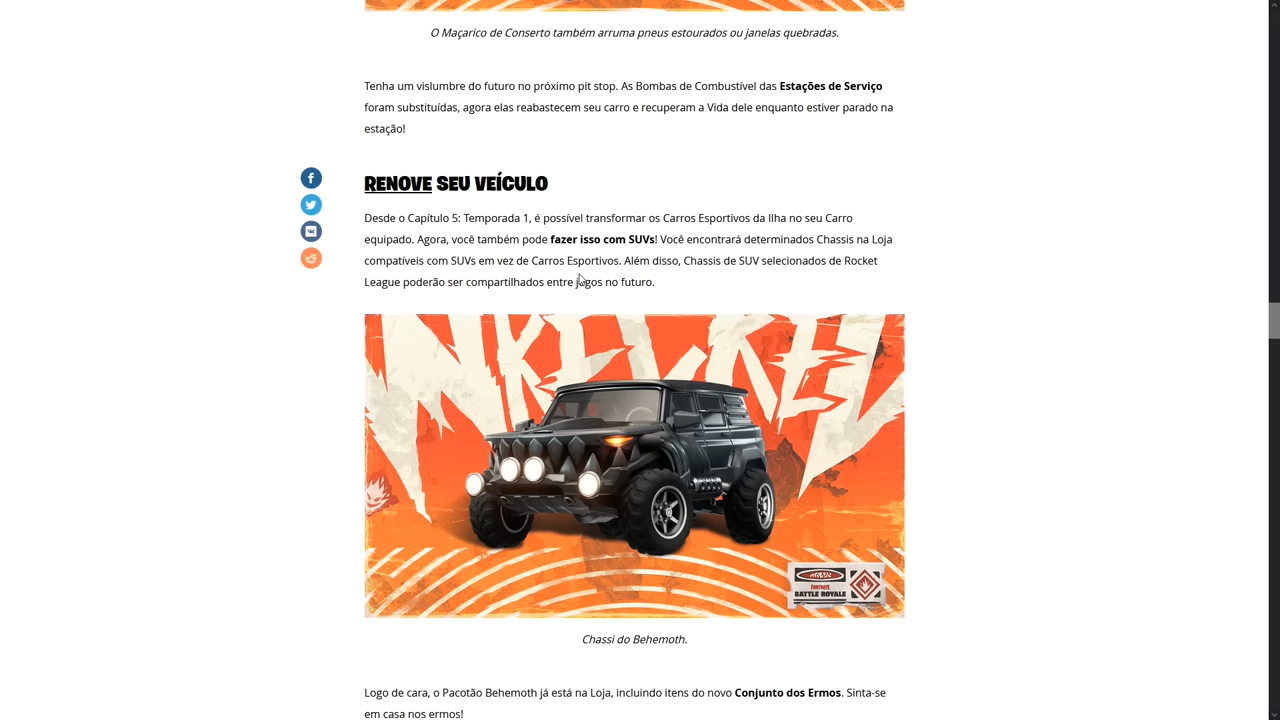 O Maçarico de Conserto também arruma pneus estourados ou janelas quebradas.
Tenha um vislumbre do futuro no próximo pit stop. As Bombas de Combustível das Estações de Serviço
foram substituídas, agora elas reabastecem seu carro e recuperam a Vida dele enquanto estiver parado na
estação!
RENOVE SEU VEÍCULO
Desde o Capítulo 5: Temporada 1, é possível transformar os Carros Esportivos da Ilha no seu Carro
equipado. Agora, você também pode fazer isso com SUVs! Você encontrará determinados Chassis na Loja
compatíveis com SUVs em vez de Carros Esportivos. Além disso, Chassis de SUV selecionados de Rocket
League poderão ser compartilhados entre jogos no futuro.
WRECKED
FORTNITE
BATTLE ROYALE
Chassi do Behemoth.
Logo de cara, o Pacotão Behemoth já está na Loja, incluindo itens do novo Conjunto dos Ermos. Sinta-se
em casa nos ermos!